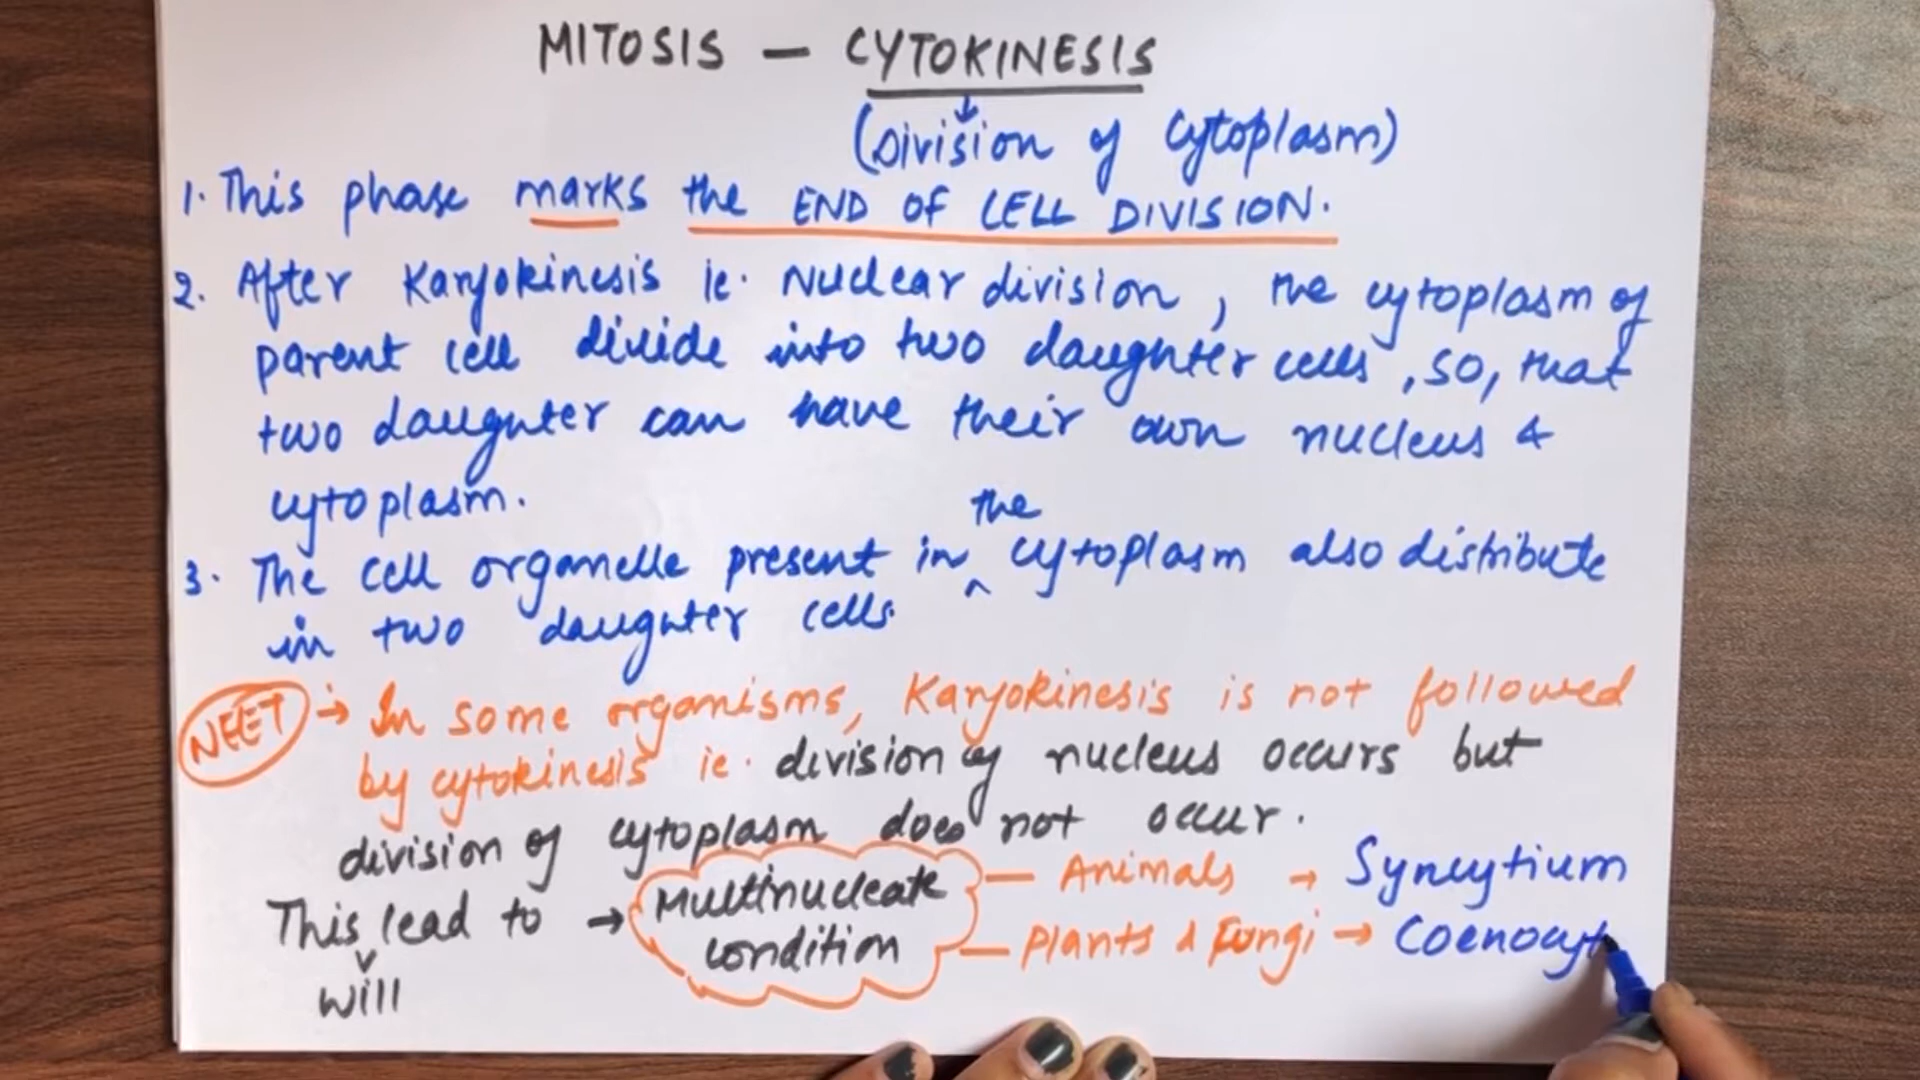 MITOSIS - CYTOKINESIS
(Division of Cytoplasm)
1. This phase marks the END OF CELL DIVISION.
2. After Karyokinesis ie. Nuclear division, the cytoplasm of
parent cell divide into two daughter cells, so, that
two daughter can have their own nucleus &
cytoplasm.
the
3. The cell organelle present in ^ cytoplasm also distribute
in two daughter cells.
NEET → In some organisms, Karyokinesis is not followed
by cytokinesis ie. division of nucleus occurs but
division of cytoplasm does not occur.
This lead to → Multinucleate condition
will
— Animals → Syncytium
— Plants & Fungi → Coenocyt